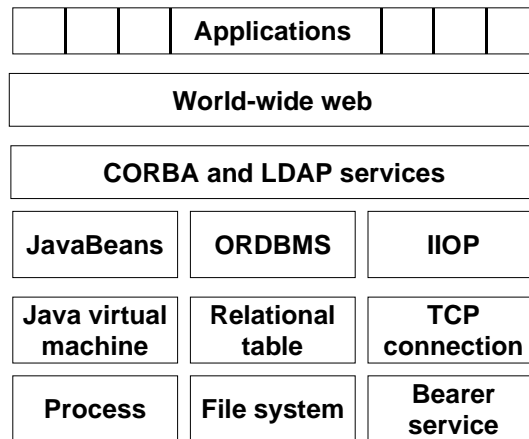 Applications
World-wide web
CORBA and LDAP services
JavaBeans
ORDBMS
IIOP
Java virtual
machine
Relational
table
TCP
connection
Process
File system
Bearer
service